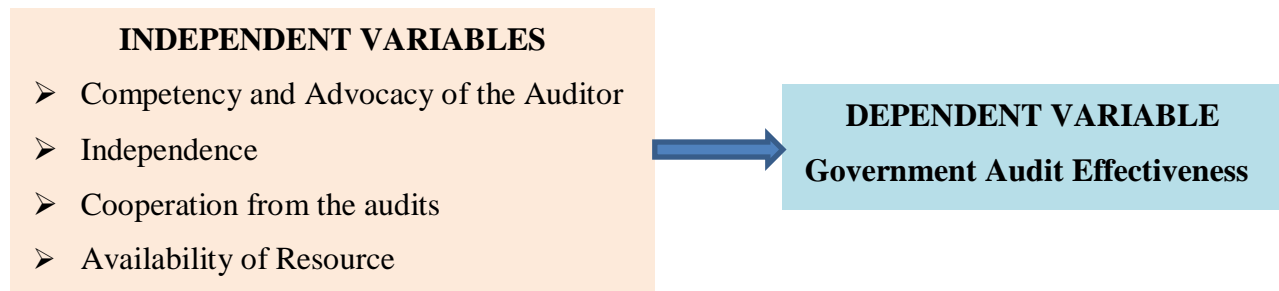 INDEPENDENT VARIABLES
➢ Competency and Advocacy of the Auditor
➢ Independence
➢ Cooperation from the audits
➢ Availability of Resource
DEPENDENT VARIABLE
Government Audit Effectiveness